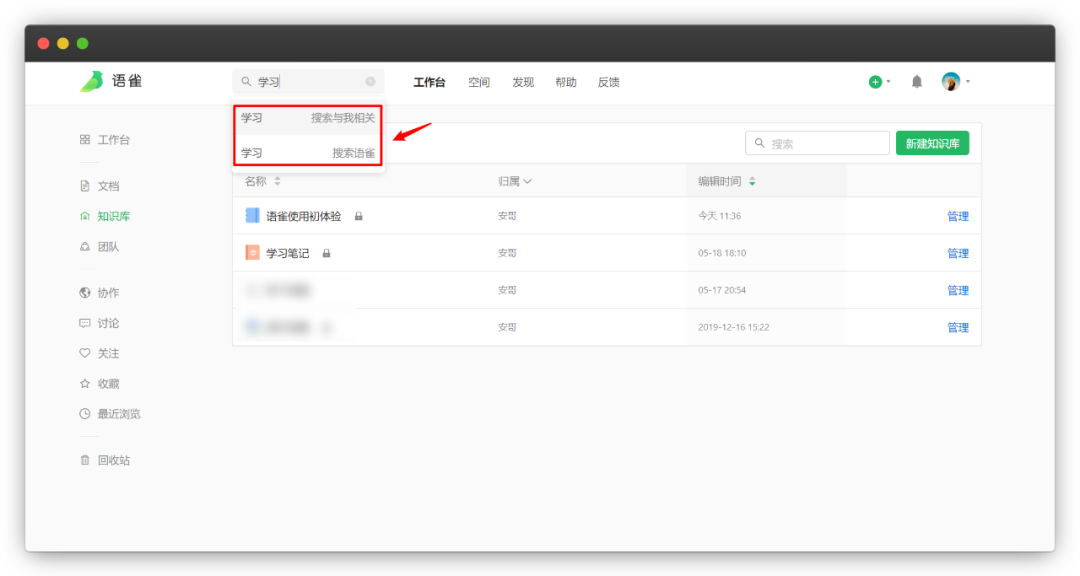 语雀
学习
工作台 空间 发现 帮助 反馈
学习 搜索与我相关
学习 搜索语雀
工作台
文档
知识库
团队
协作
讨论
关注
收藏
最近浏览
回收站
搜索
新建知识库
名称 归属 编辑时间
语雀使用初体验 安哥 今天 11:36 管理
学习笔记 安哥 05-18 18:10 管理
安哥 05-17 20:54 管理
安哥 2019-12-16 15:22 管理